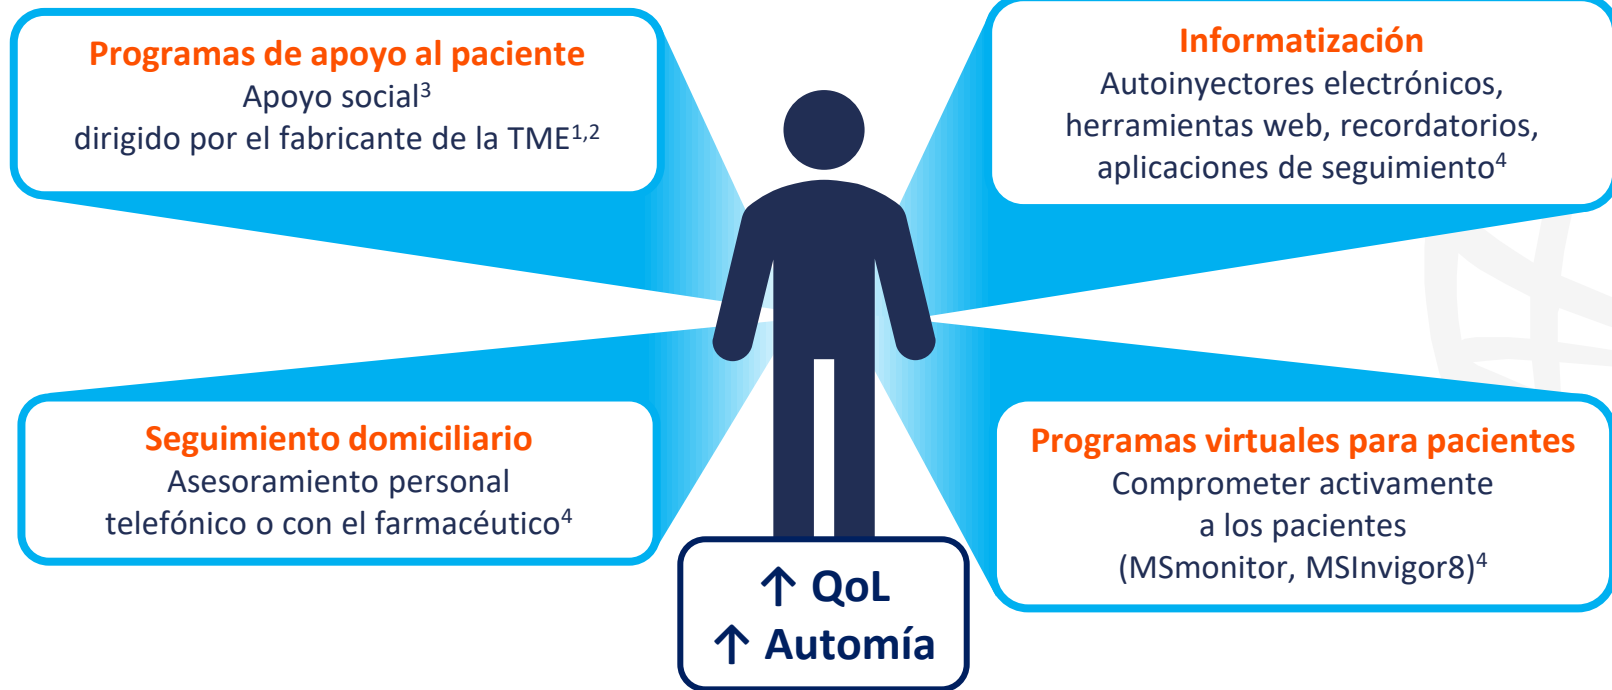 Programas de apoyo al paciente
Apoyo social³
dirigido por el fabricante de la TME¹,²
Informatización
Autoinyectores electrónicos,
herramientas web, recordatorios,
aplicaciones de seguimiento⁴
Seguimiento domiciliario
Asesoramiento personal
telefónico o con el farmacéutico⁴
Programas virtuales para pacientes
Comprometer activamente
a los pacientes
(MSmonitor, MSInvigor8)⁴
↑ QoL
↑ Automía